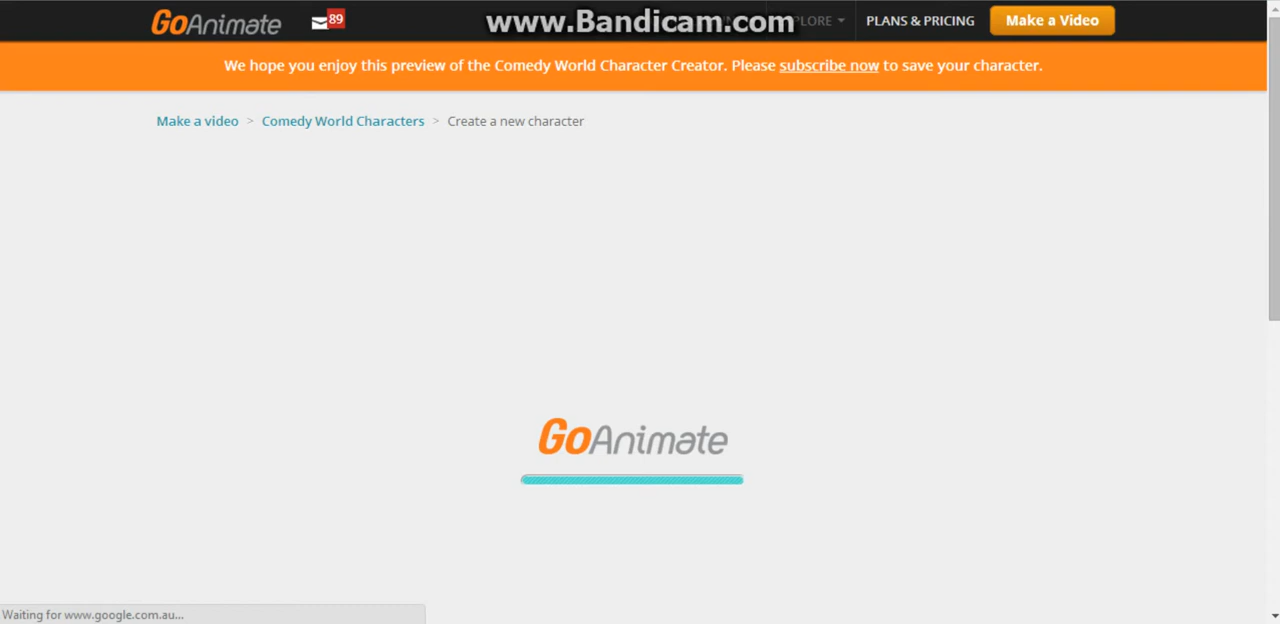 GoAnimate 89 www.Bandicam.com PLORE PLANS & PRICING Make a Video
We hope you enjoy this preview of the Comedy World Character Creator. Please subscribe now to save your character.
Make a video > Comedy World Characters > Create a new character
GoAnimate
Waiting for www.google.com.au...